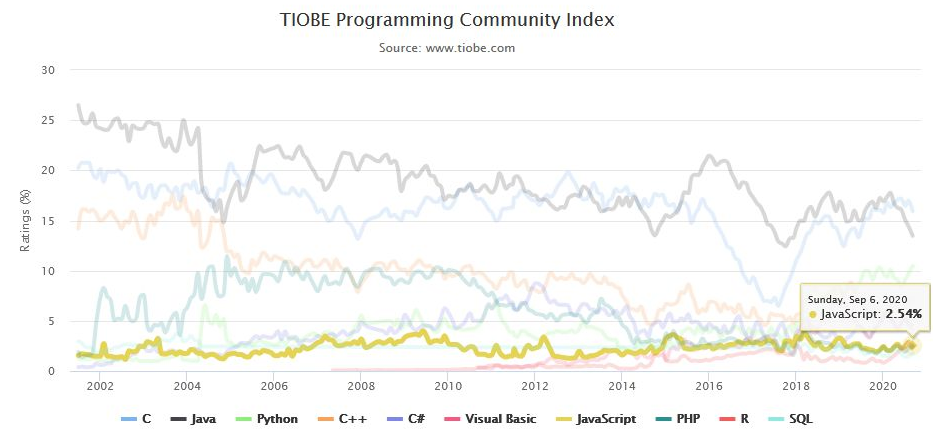 TIOBE Programming Community Index
Source: www.tiobe.com
Ratings (%)
30
25
20
15
10
5
0
Sunday, Sep 6, 2020
JavaScript: 2.54%
2002 2004 2006 2008 2010 2012 2014 2016 2018 2020
C Java Python C++ C# Visual Basic JavaScript PHP R SQL